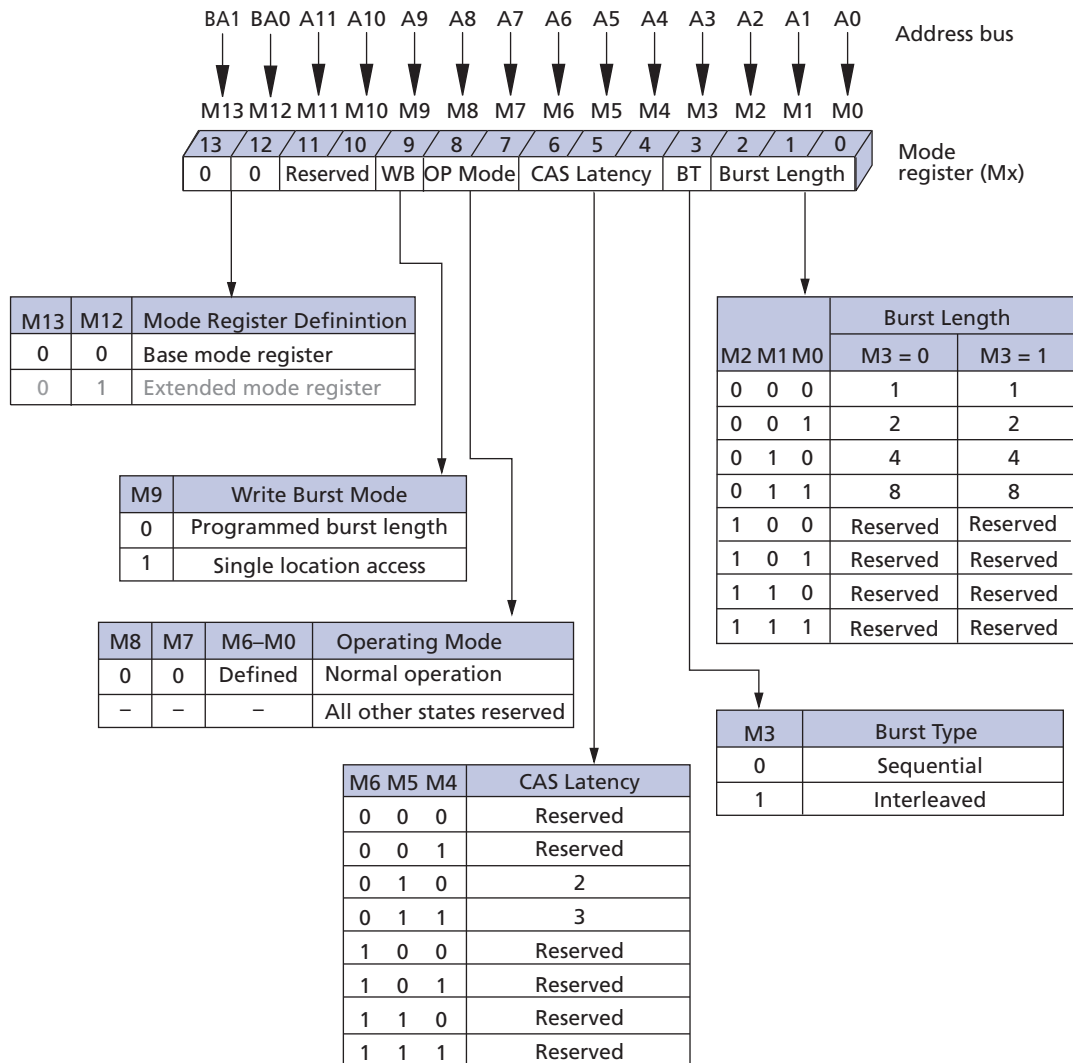 BA1 BA0 A11 A10 A9 A8 A7 A6 A5 A4 A3 A2 A1 A0
Address bus
M13 M12 M11 M10 M9 M8 M7 M6 M5 M4 M3 M2 M1 M0
13 12 11 10 9 8 7 6 5 4 3 2 1 0
0 0 Reserved WB OP Mode CAS Latency BT Burst Length
Mode
register (Mx)
M13 M12 Mode Register Definintion
0 0 Base mode register
0 1 Extended mode register
Burst Length
M2 M1 M0 M3 = 0 M3 = 1
0 0 0 1 1
0 0 1 2 2
0 1 0 4 4
0 1 1 8 8
1 0 0 Reserved Reserved
1 0 1 Reserved Reserved
1 1 0 Reserved Reserved
1 1 1 Reserved Reserved
M9 Write Burst Mode
0 Programmed burst length
1 Single location access
M8 M7 M6–M0 Operating Mode
0 0 Defined Normal operation
– – – All other states reserved
M3 Burst Type
0 Sequential
1 Interleaved
M6 M5 M4 CAS Latency
0 0 0 Reserved
0 0 1 Reserved
0 1 0 2
0 1 1 3
1 0 0 Reserved
1 0 1 Reserved
1 1 0 Reserved
1 1 1 Reserved